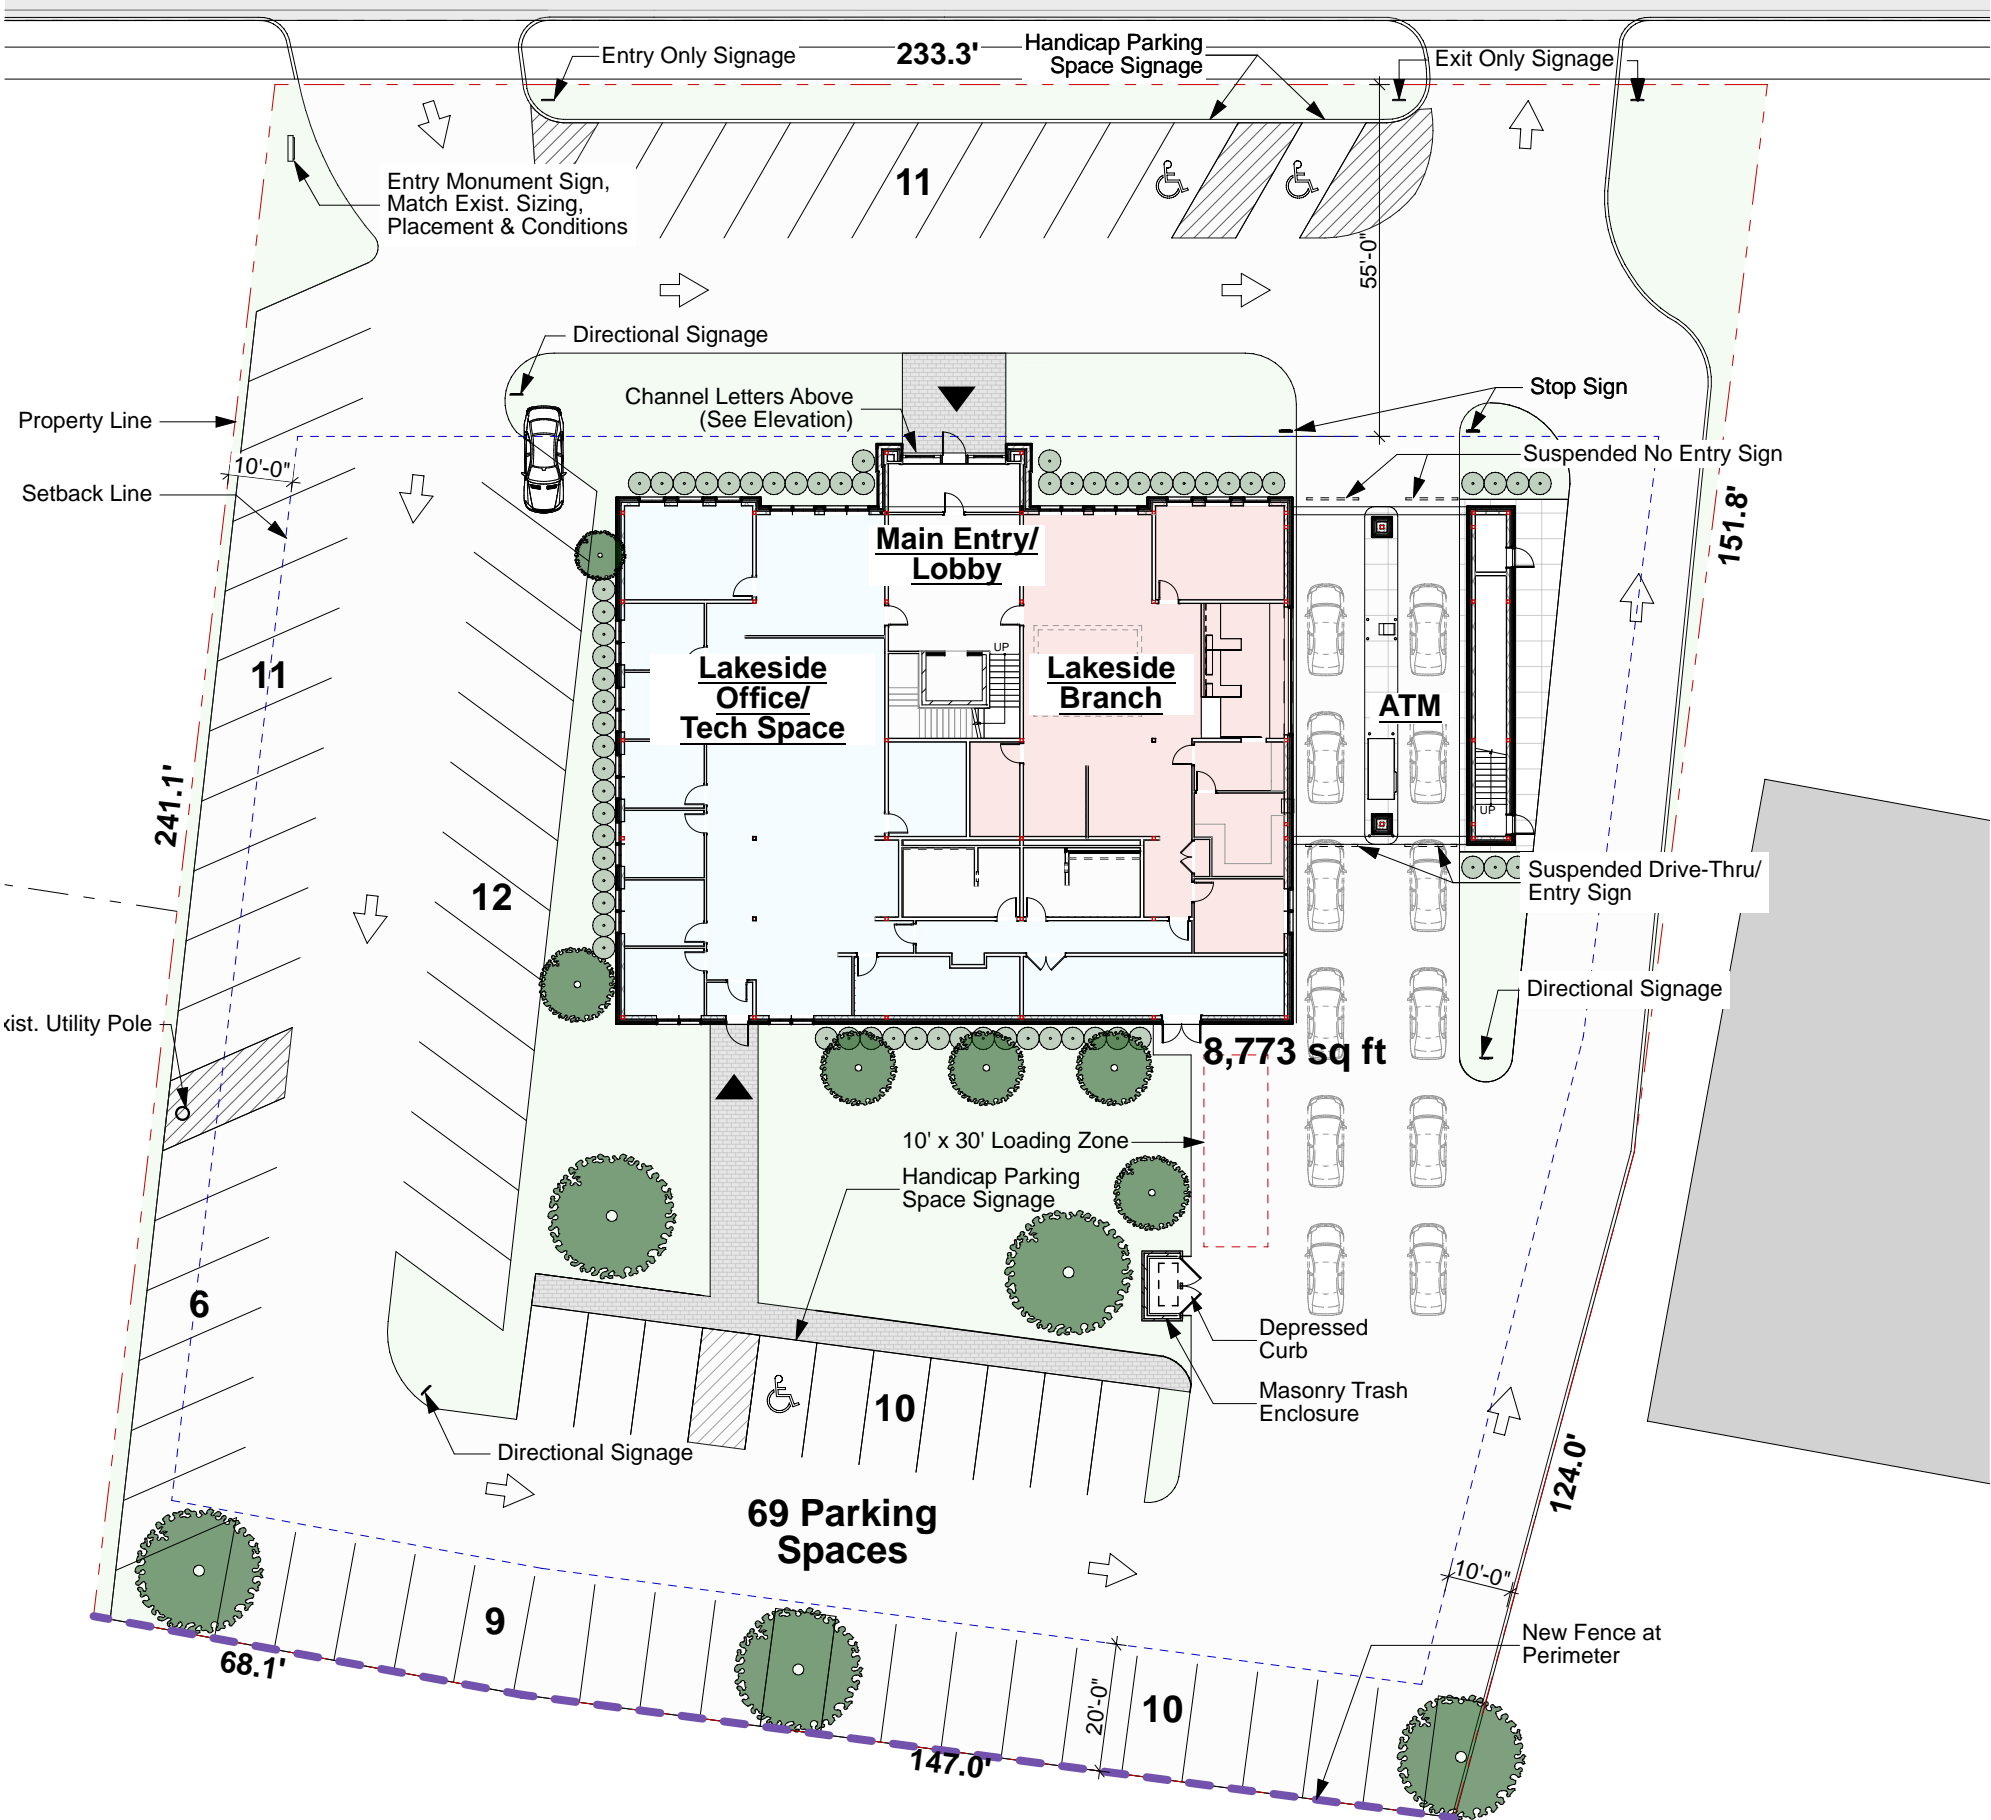 Entry Only Signage
233.3'
Handicap Parking
Space Signage
Exit Only Signage
Entry Monument Sign,
Match Exist. Sizing,
Placement & Conditions
11
55'-0"
Directional Signage
Channel Letters Above
(See Elevation)
Stop Sign
Property Line
10'-0"
Setback Line
Suspended No Entry Sign
151.8'
Main Entry/
Lobby
UP
Lakeside
Office/
Tech Space
Lakeside
Branch
ATM
11
241.1'
UP
12
Suspended Drive-Thru/
Entry Sign
Directional Signage
xist. Utility Pole
8,773 sq ft
10' x 30' Loading Zone
Handicap Parking
Space Signage
6
Depressed
Curb
Masonry Trash
Enclosure
10
Directional Signage
124.0'
69 Parking
Spaces
10'-0"
9
New Fence at
Perimeter
68.1'
20'-0"
10
147.0'